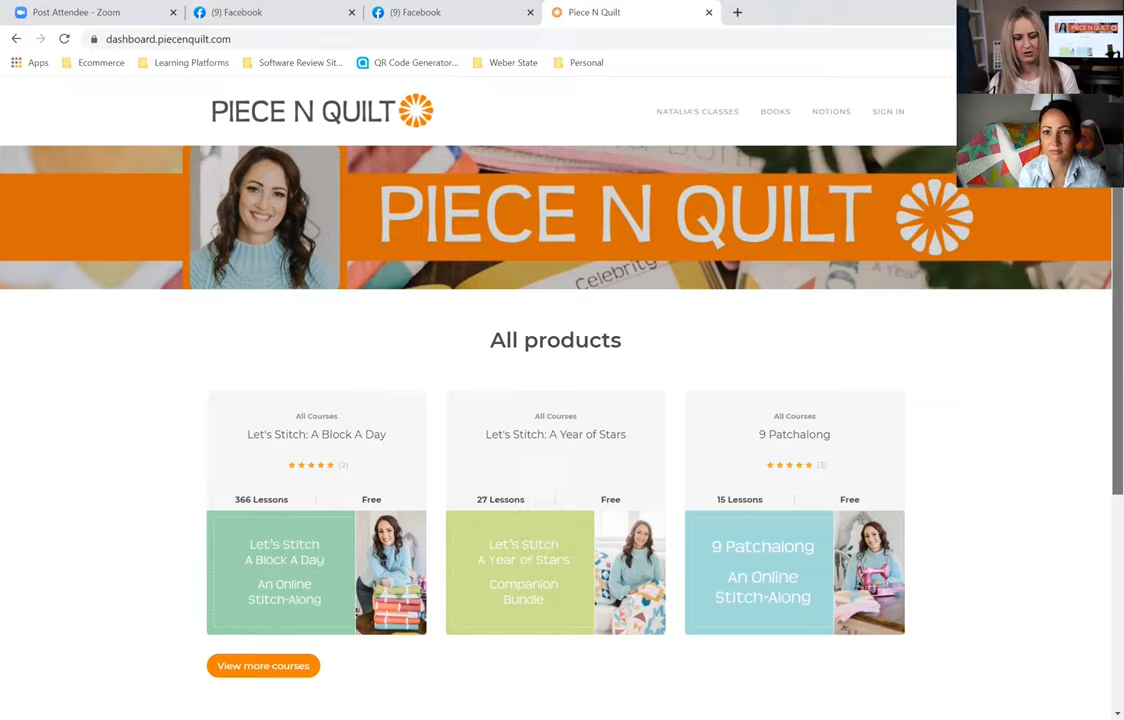 Post Attendee - Zoom
(9) Facebook
(9) Facebook
Piece N Quilt
dashboard.piecenquilt.com
Apps
Ecommerce
Learning Platforms
Software Review Sit...
QR Code Generator...
Weber State
Personal
PIECE N QUILT
NATALIA'S CLASSES
BOOKS
NOTIONS
SIGN IN
PIECE N QUILT
Celebrity
A Year
All products
All Courses
Let's Stitch: A Block A Day
(2)
366 Lessons
Free
Let's Stitch
A Block A Day
An Online
Stitch-Along
All Courses
Let's Stitch: A Year of Stars
27 Lessons
Free
Let's Stitch
A Year of Stars
Companion
Bundle
All Courses
9 Patchalong
(3)
15 Lessons
Free
9 Patchalong
An Online
Stitch-Along
View more courses